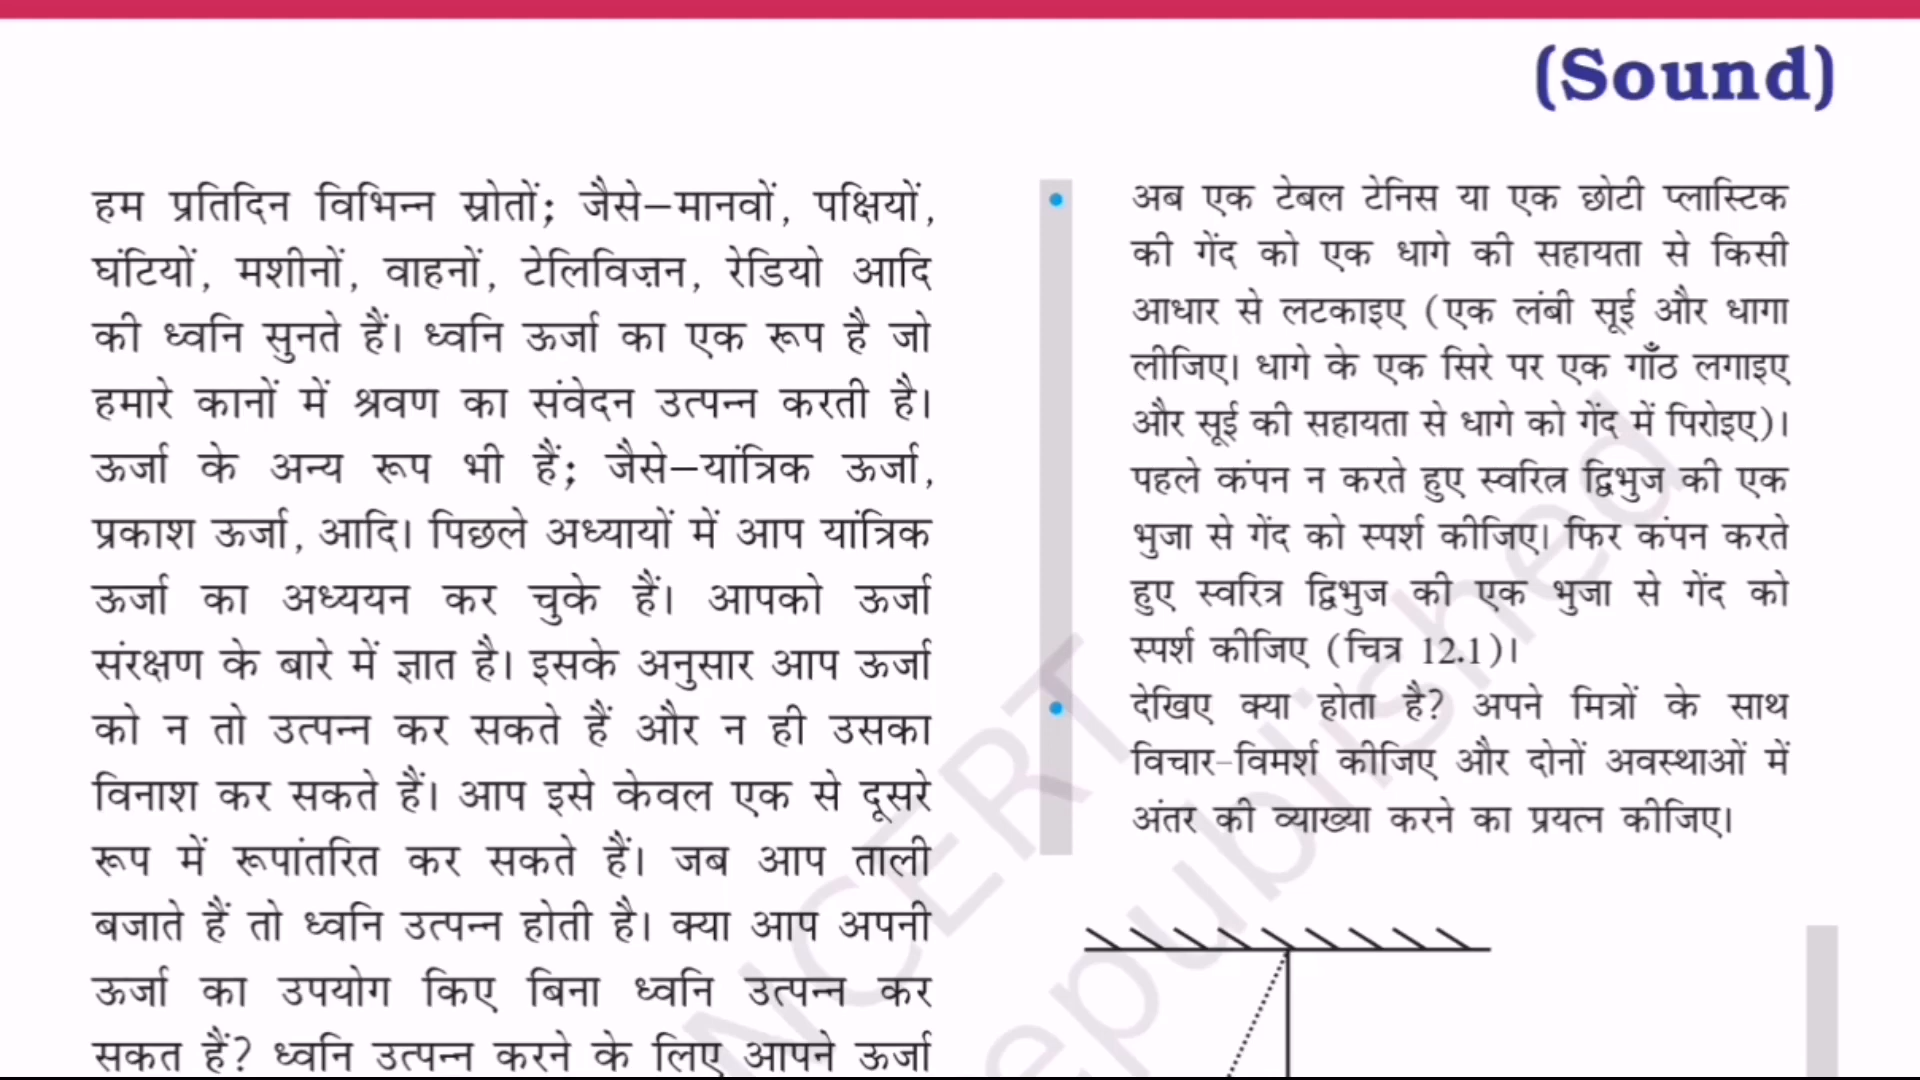 (Sound)
हम प्रतिदिन विभिन्न स्रोतों; जैसे–मानवों, पक्षियों,
घंटियों, मशीनों, वाहनों, टेलिविज़न, रेडियो आदि
की ध्वनि सुनते हैं। ध्वनि ऊर्जा का एक रूप है जो
हमारे कानों में श्रवण का संवेदन उत्पन्न करती है।
ऊर्जा के अन्य रूप भी हैं; जैसे–यांत्रिक ऊर्जा,
प्रकाश ऊर्जा, आदि। पिछले अध्यायों में आप यांत्रिक
ऊर्जा का अध्ययन कर चुके हैं। आपको ऊर्जा
संरक्षण के बारे में ज्ञात है। इसके अनुसार आप ऊर्जा
को न तो उत्पन्न कर सकते हैं और न ही उसका
विनाश कर सकते हैं। आप इसे केवल एक से दूसरे
रूप में रूपांतरित कर सकते हैं। जब आप ताली
बजाते हैं तो ध्वनि उत्पन्न होती है। क्या आप अपनी
ऊर्जा का उपयोग किए बिना ध्वनि उत्पन्न कर
सकत हैं? ध्वनि उत्पन्न करने के लिए आपने ऊर्जा
अब एक टेबल टेनिस या एक छोटी प्लास्टिक
की गेंद को एक धागे की सहायता से किसी
आधार से लटकाइए (एक लंबी सूई और धागा
लीजिए। धागे के एक सिरे पर एक गाँठ लगाइए
और सूई की सहायता से धागे को गेंद में पिरोइए)।
पहले कंपन न करते हुए स्वरित्र द्विभुज की एक
भुजा से गेंद को स्पर्श कीजिए। फिर कंपन करते
हुए स्वरित्र द्विभुज की एक भुजा से गेंद को
स्पर्श कीजिए (चित्र 12.1)।
देखिए क्या होता है? अपने मित्रों के साथ
विचार-विमर्श कीजिए और दोनों अवस्थाओं में
अंतर की व्याख्या करने का प्रयत्न कीजिए।
NCERT
epublished